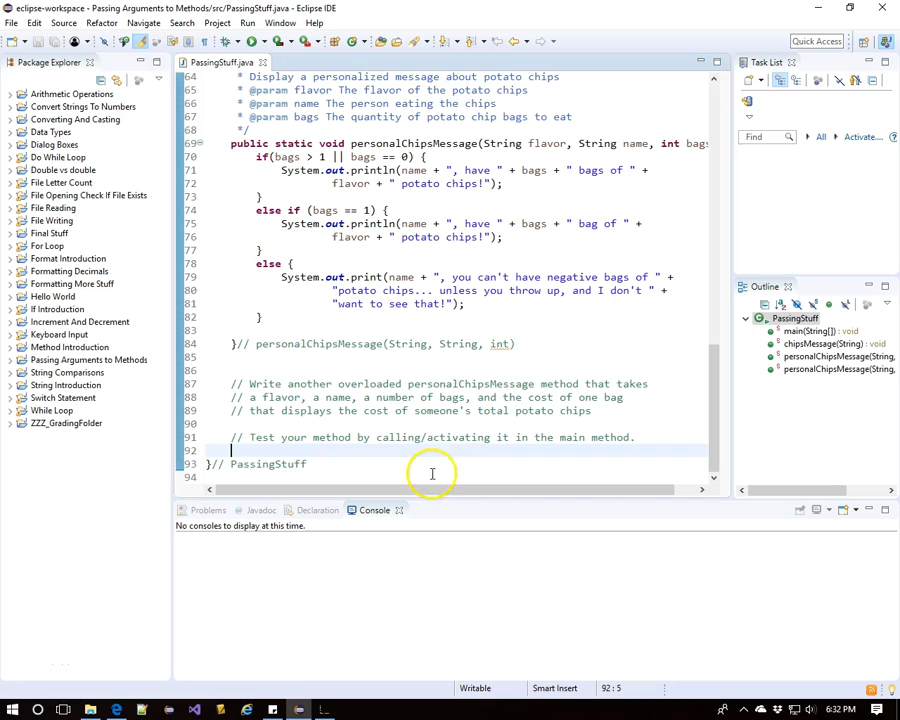 eclipse-workspace - Passing Arguments to Methods/src/PassingStuff.java - Eclipse IDE
File Edit Source Refactor Navigate Search Project Run Window Help
Quick Access
Package Explorer
Arithmetic Operations
Convert Strings To Numbers
Converting And Casting
Data Types
Dialog Boxes
Do While Loop
Double vs double
File Letter Count
File Opening Check If File Exists
File Reading
File Writing
Final Stuff
For Loop
Format Introduction
Formatting Decimals
Formatting More Stuff
Hello World
If Introduction
Increment And Decrement
Keyboard Input
Method Introduction
Passing Arguments to Methods
String Comparisons
String Introduction
Switch Statement
While Loop
ZZZ_GradingFolder
PassingStuff.java
64 * Display a personalized message about potato chips
65 * @param flavor The flavor of the potato chips
66 * @param name The person eating the chips
67 * @param bags The quantity of potato chip bags to eat
68 */
69 public static void personalChipsMessage(String flavor, String name, int bags
70 if(bags > 1 || bags == 0) {
71 System.out.println(name + ", have " + bags + " bags of " +
72 flavor + " potato chips!");
73 }
74 else if (bags == 1) {
75 System.out.println(name + ", have " + bags + " bag of " +
76 flavor + " potato chips!");
77 }
78 else {
79 System.out.print(name + ", you can't have negative bags of " +
80 "potato chips... unless you throw up, and I don't " +
81 "want to see that!");
82 }
83
84 }// personalChipsMessage(String, String, int)
85
86
87 // Write another overloaded personalChipsMessage method that takes
88 // a flavor, a name, a number of bags, and the cost of one bag
89 // that displays the cost of someone's total potato chips
90
91 // Test your method by calling/activating it in the main method.
92
93 }// PassingStuff
94
Task List
Find All Activate...
Outline
PassingStuff
main(String[]) : void
chipsMessage(String) : void
personalChipsMessage(String,
personalChipsMessage(String,
Problems Javadoc Declaration Console
No consoles to display at this time.
Writable Smart Insert 92 : 5
6:32 PM